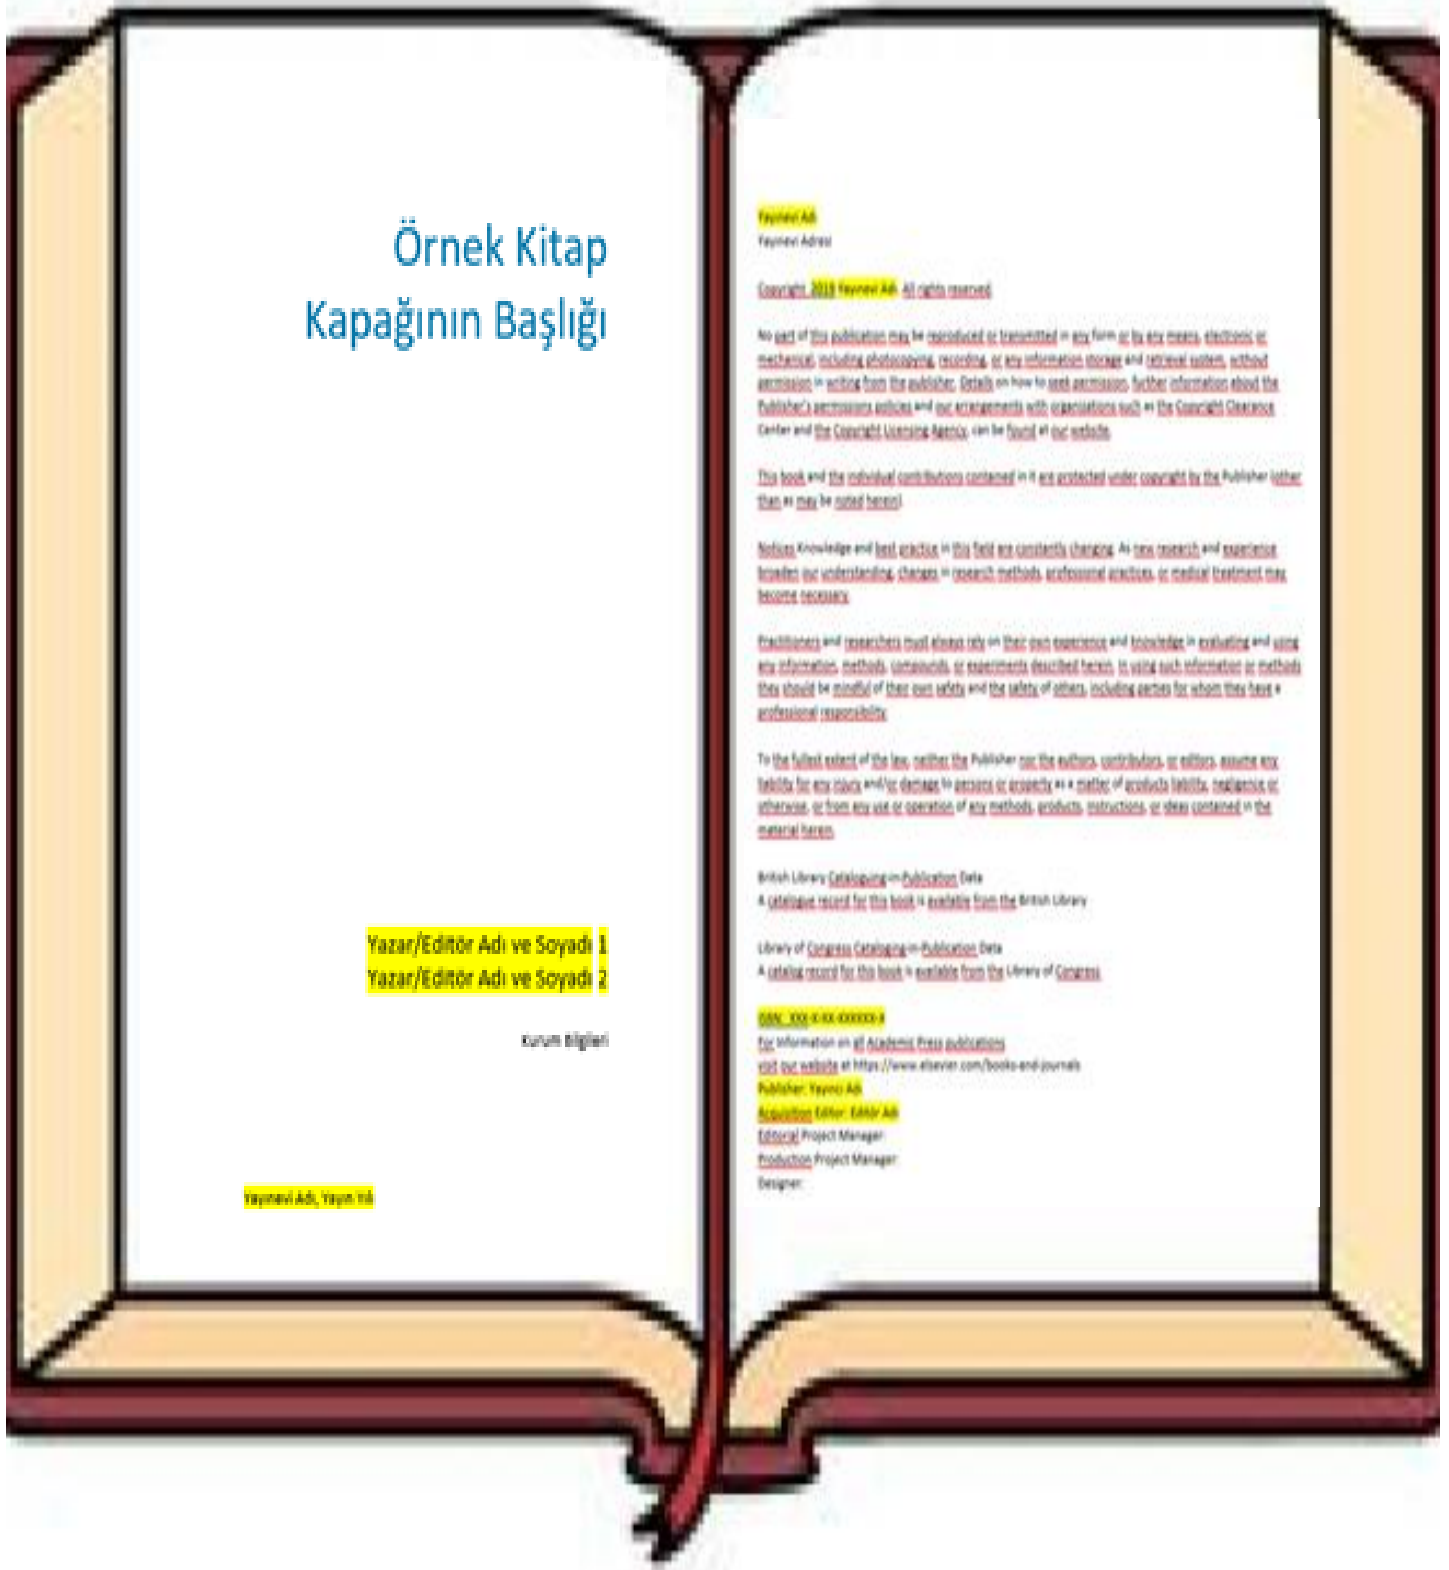 Örnek Kitap
Kapağının Başlığı
Yazar/Editör Adı ve Soyadı 1
Yazar/Editör Adı ve Soyadı 2
Kurum Bilgileri
Yayınevi Adı, Yayın Yılı
Yayınevi Adı
Yayınevi Adresi
Copyright 2019 Yayınevi Adı. All rights reserved.
No part of this publication may be reproduced or transmitted in any form or by any means, electronic or
mechanical, including photocopying, recording, or any information storage and retrieval system, without
permission in writing from the publisher. Details on how to seek permission, further information about the
Publisher's permissions policies and our arrangements with organizations such as the Copyright Clearance
Center and the Copyright Licensing Agency, can be found at our website.
This book and the individual contributions contained in it are protected under copyright by the Publisher (other
than as may be noted herein).
Notices Knowledge and best practice in this field are constantly changing. As new research and experience
broaden our understanding, changes in research methods, professional practices, or medical treatment may
become necessary.
Practitioners and researchers must always rely on their own experience and knowledge in evaluating and using
any information, methods, compounds, or experiments described herein. In using such information or methods
they should be mindful of their own safety and the safety of others, including parties for whom they have a
professional responsibility.
To the fullest extent of the law, neither the Publisher nor the authors, contributors, or editors, assume any
liability for any injury and/or damage to persons or property as a matter of products liability, negligence or
otherwise, or from any use or operation of any methods, products, instructions, or ideas contained in the
material herein.
British Library Cataloguing-in-Publication Data
A catalogue record for this book is available from the British Library
Library of Congress Cataloging-in-Publication Data
A catalog record for this book is available from the Library of Congress
ISBN: XXX-X-XX-XXXXXX-X
For Information on all Academic Press publications
visit our website at https://www.elsevier.com/books-and-journals
Publisher: Yayıncı Adı
Acquisition Editor: Editör Adı
Editorial Project Manager:
Production Project Manager:
Designer: